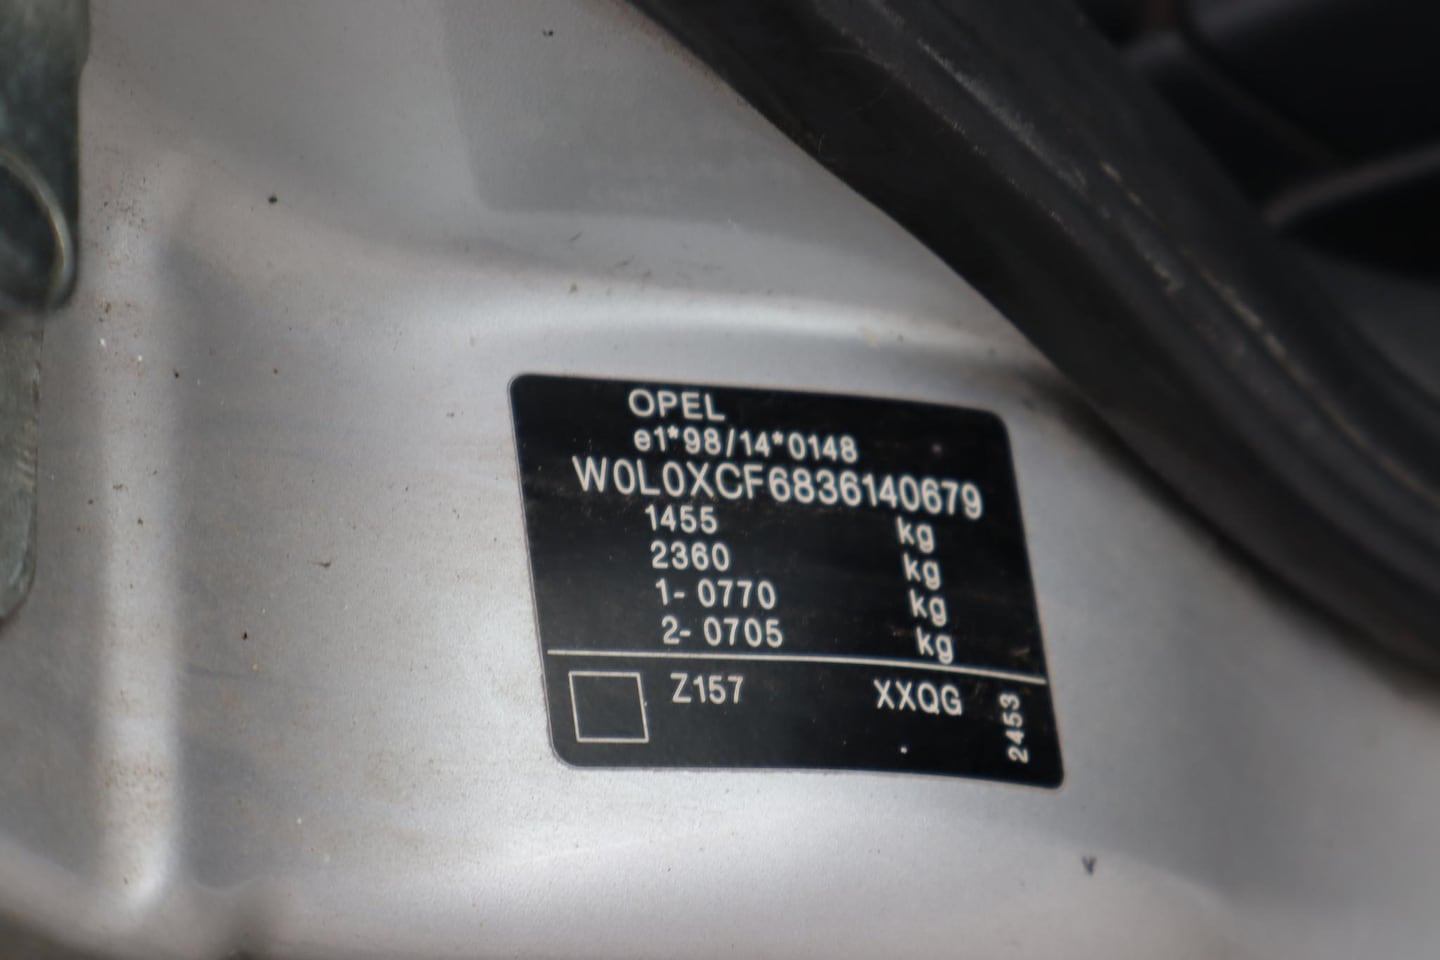 OPEL
e1*98/14*0148
W0L0XCF6836140679
1455 kg
2360 kg
1- 0770 kg
2- 0705 kg
Z157 XXQG
2453